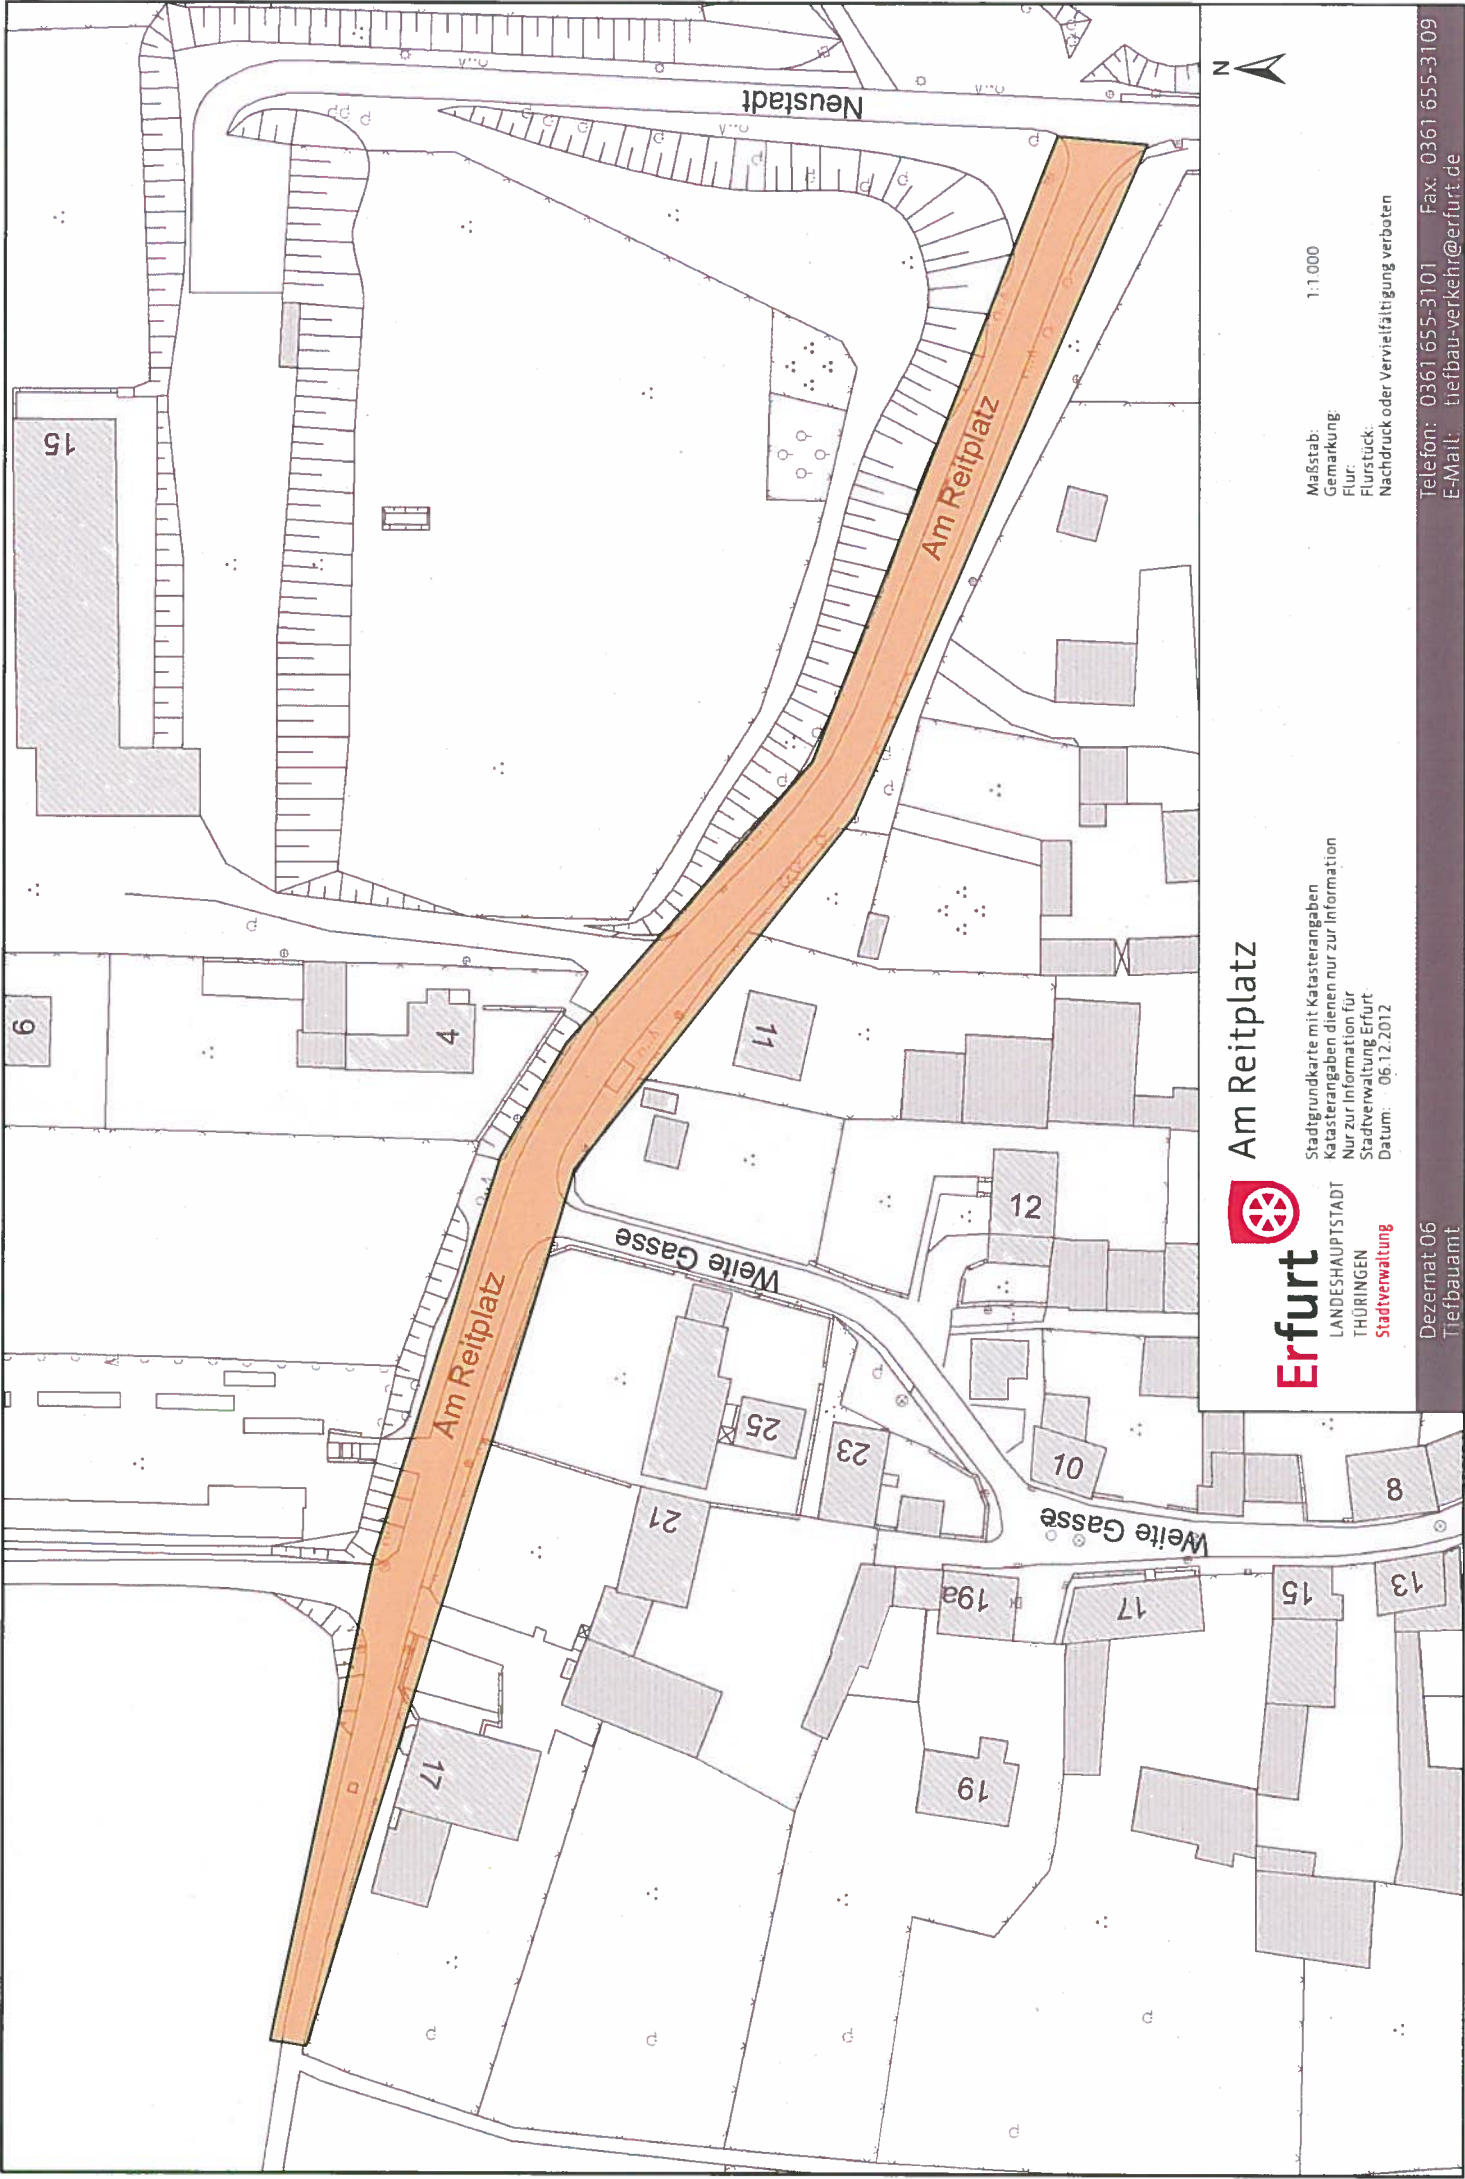 Neustadt
15
Am Reitplatz
9
4
11
Am Reitplatz
Weite Gasse
12
25
23
21
10
8
Weite Gasse
19a
17
15
13
17
19
N
Erfurt
LANDESHAUPTSTADT
THÜRINGEN
Stadtverwaltung
Am Reitplatz
Stadtgrundkarte mit Katasterangaben
Katasterangaben dienen nur zur Information
Nur zur Information für
Stadtverwaltung Erfurt
Datum: 06.12.2012
Maßstab: 1:1.000
Gemarkung:
Flur:
Flurstück:
Nachdruck oder Vervielfältigung verboten
Dezernat 06
Tiefbauamt
Telefon: 0361 655-3101 Fax: 0361 655-3109
E-Mail: tiefbau-verkehr@erfurt.de